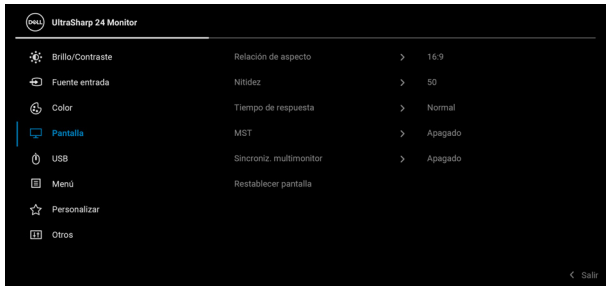 DELL UltraSharp 24 Monitor
Brillo/Contraste Relación de aspecto 16:9
Fuente entrada Nitidez 50
Color Tiempo de respuesta Normal
Pantalla MST Apagado
USB Sincroniz. multimonitor Apagado
Menú Restablecer pantalla
Personalizar
Otros
Salir